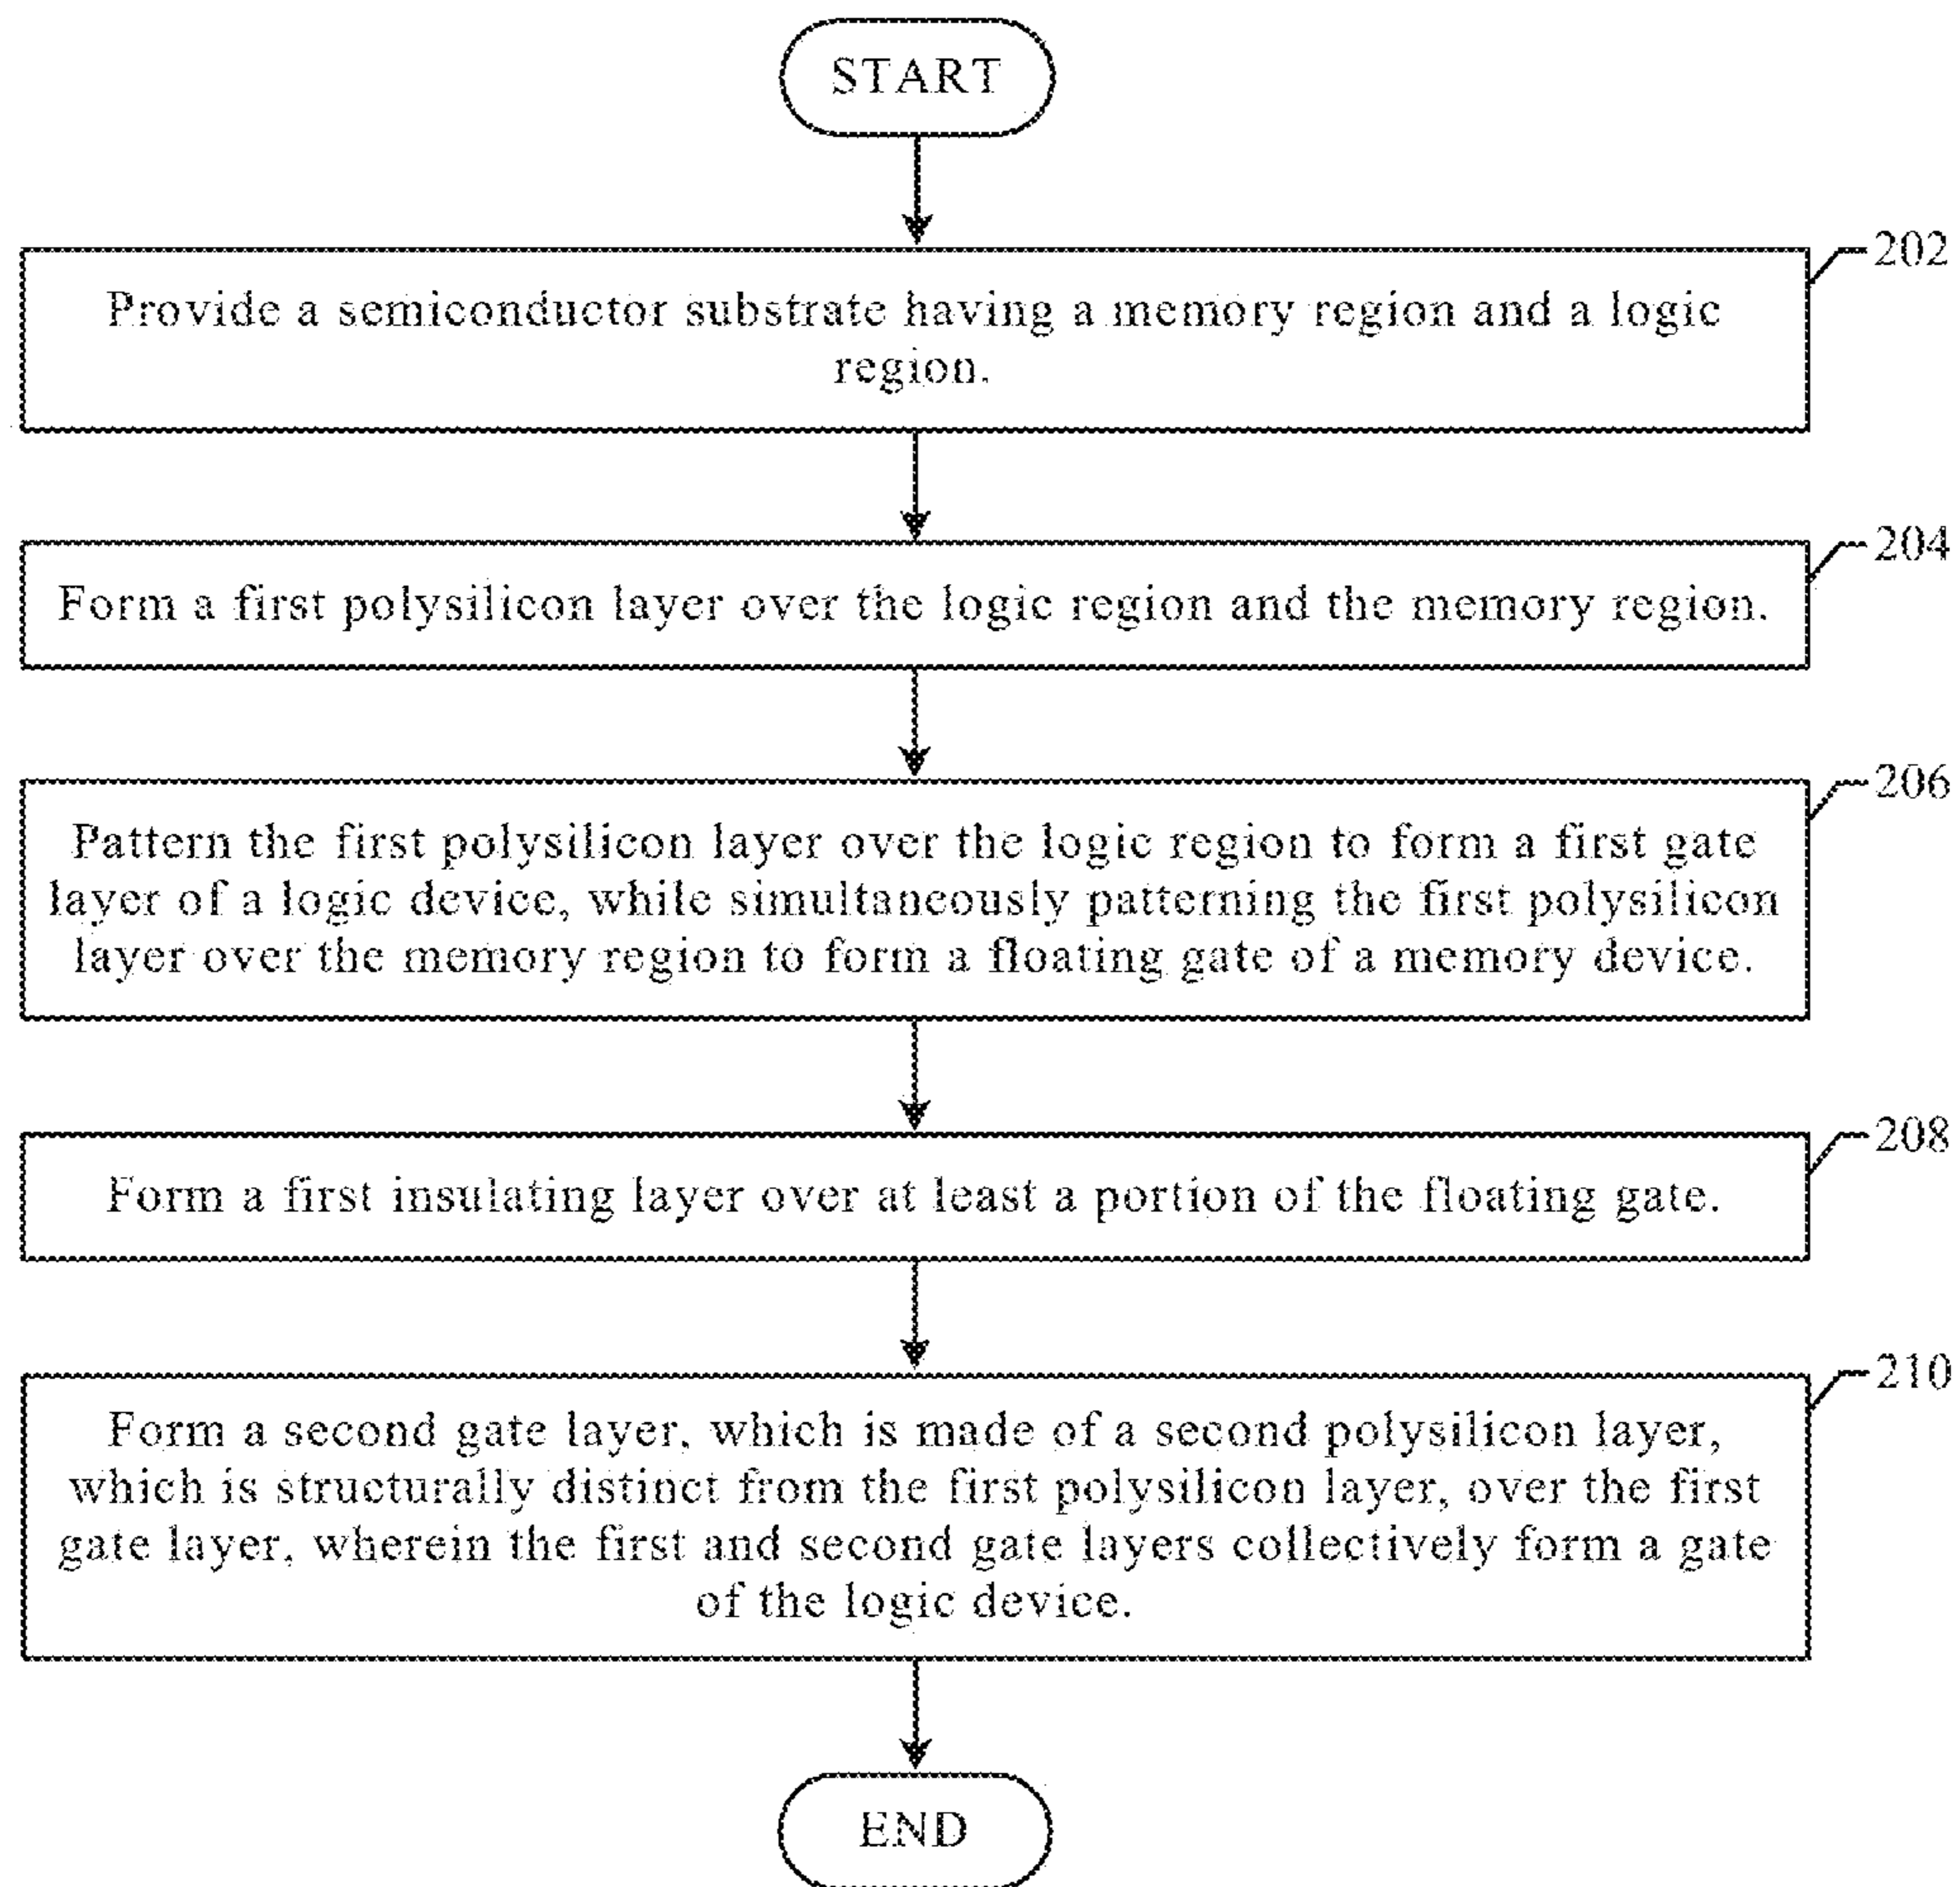 START
202
Provide a semiconductor substrate having a memory region and a logic
region.
204
Form a first polysilicon layer over the logic region and the memory region.
206
Pattern the first polysilicon layer over the logic region to form a first gate
layer of a logic device, while simultaneously patterning the first polysilicon
layer over the memory region to form a floating gate of a memory device.
208
Form a first insulating layer over at least a portion of the floating gate.
210
Form a second gate layer, which is made of a second polysilicon layer,
which is structurally distinct from the first polysilicon layer, over the first
gate layer, wherein the first and second gate layers collectively form a gate
of the logic device.
END